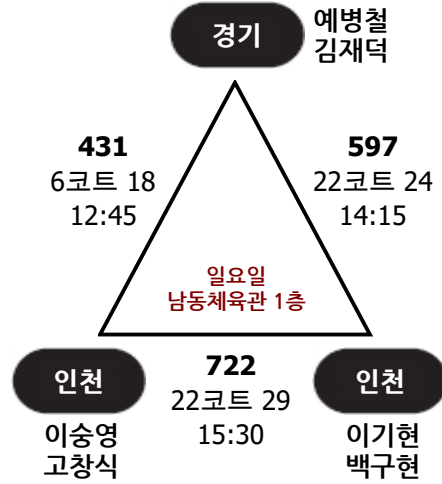 경기
예병철
김재덕
431
6코트 18
12:45
597
22코트 24
14:15
일요일
남동체육관 1층
인천
이숭영
고창식
722
22코트 29
15:30
인천
이기현
백구현